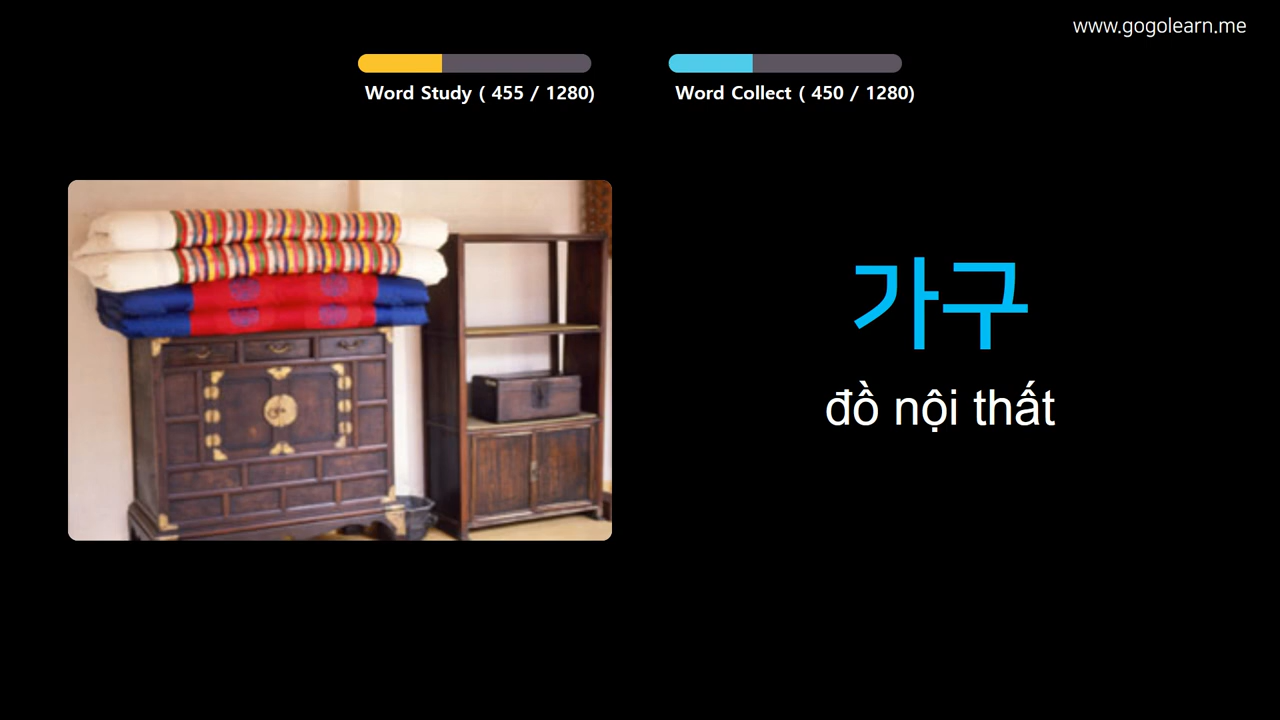 www.gogolearn.me
Word Study ( 455 / 1280)
Word Collect ( 450 / 1280)
가구
đồ nội thất